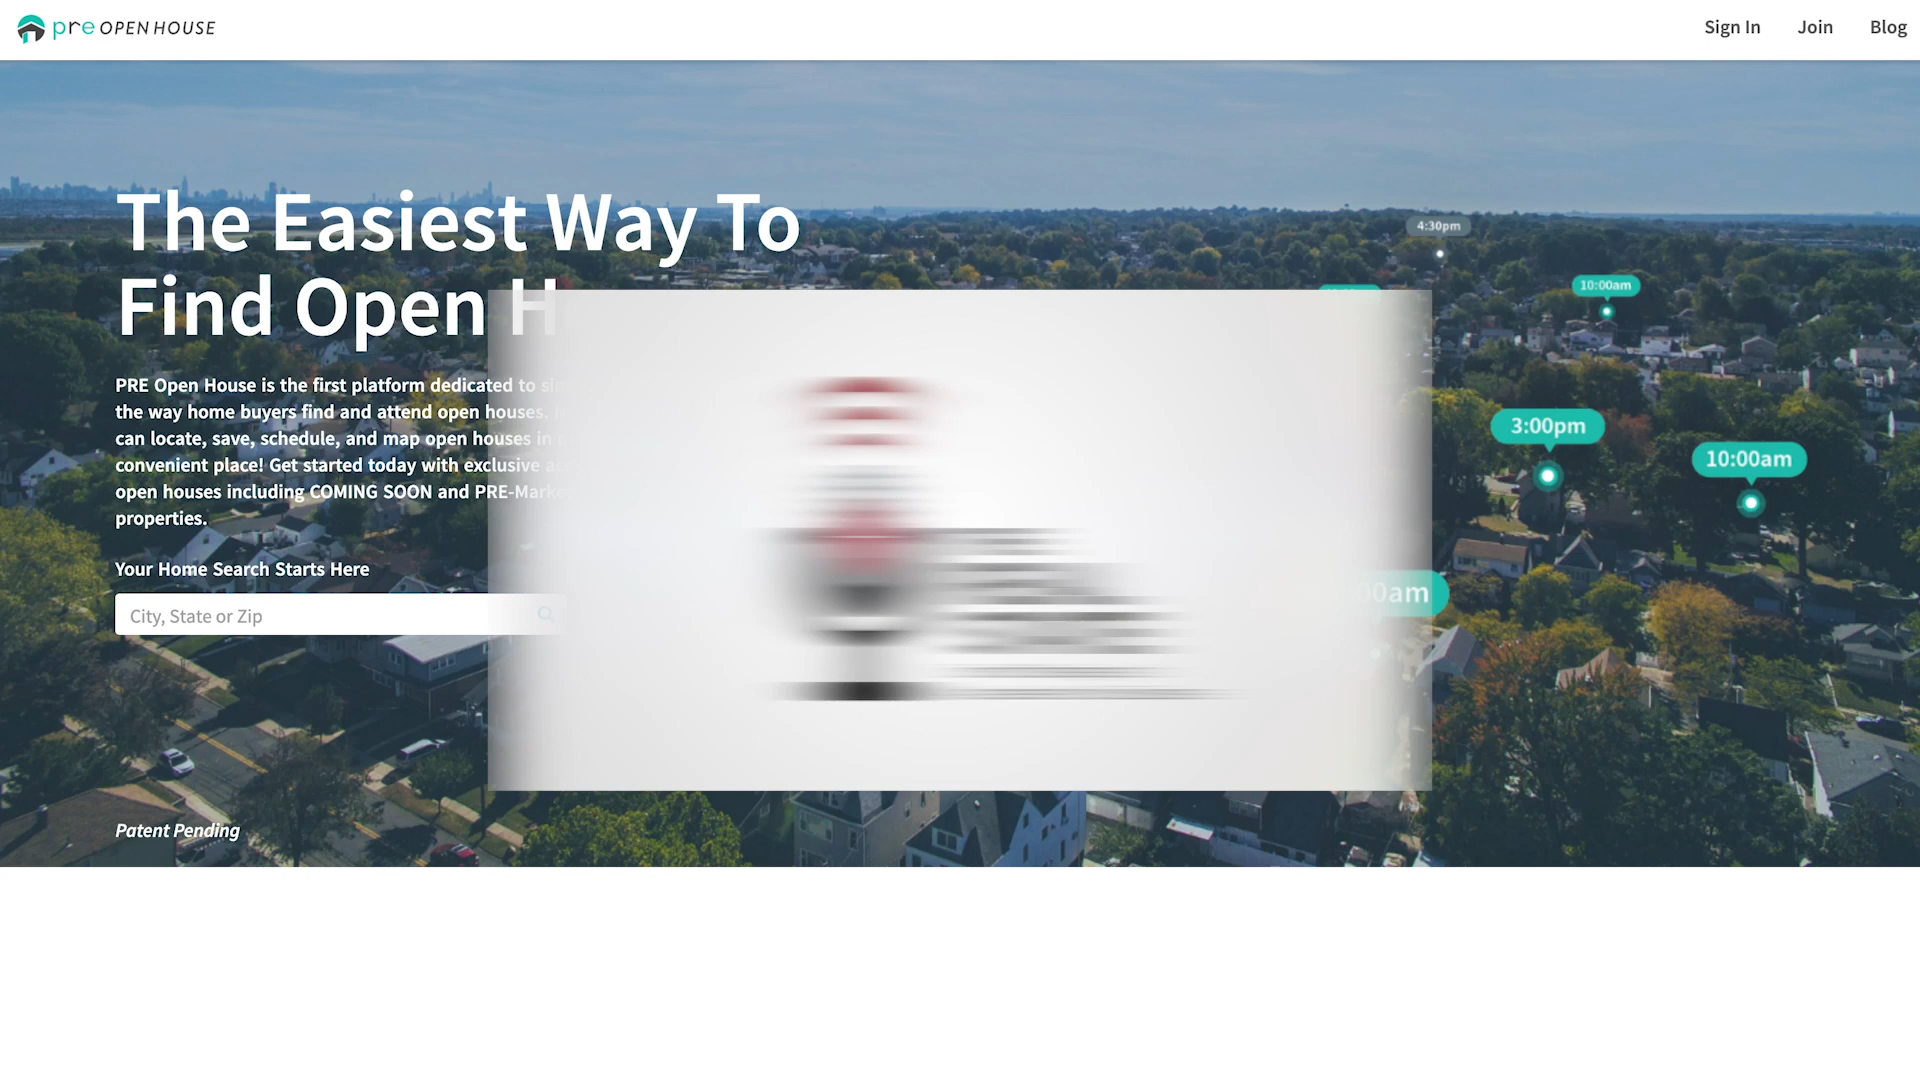 pre OPEN HOUSE
Sign In
Join
Blog
The Easiest Way To
Find Open H
4:30pm
10:00am
PRE Open House is the first platform dedicated to
the way home buyers find and attend open houses.
can locate, save, schedule, and map open houses in
convenient place! Get started today with exclusive
open houses including COMING SOON and PRE-Marke
properties.
3:00pm
10:00am
Your Home Search Starts Here
0am
City, State or Zip
Patent Pending